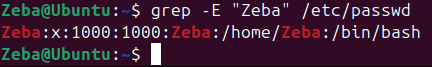 Zeba@Ubuntu:~$ grep -E "Zeba" /etc/passwd
Zeba:x:1000:1000:Zeba:/home/Zeba:/bin/bash
Zeba@Ubuntu:~$